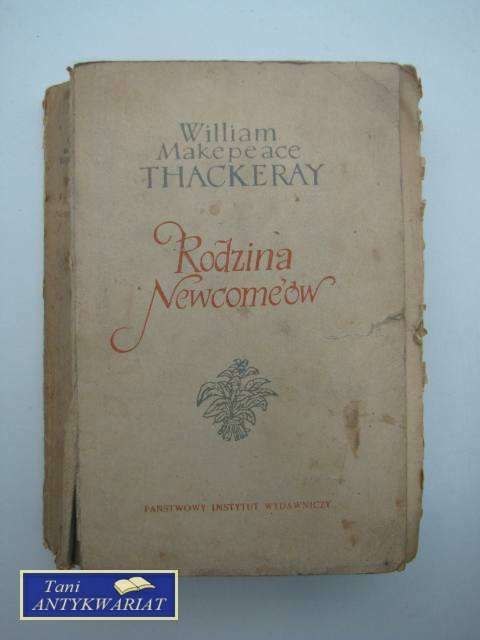 William
Makepeace
THACKERAY
Rodzina
Newcome'ów
PAŃSTWOWY INSTYTUT WYDAWNICZY
Tani
ANTYKWARIAT